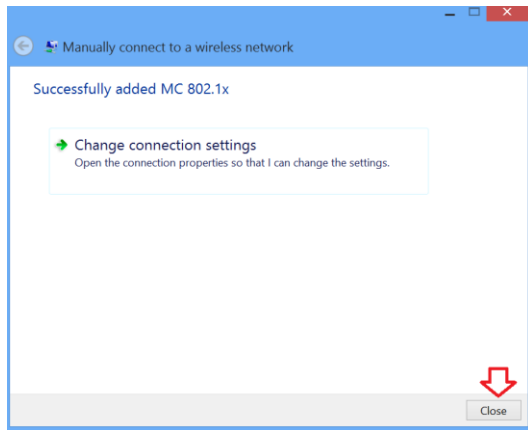 Manually connect to a wireless network
Successfully added MC 802.1x
Change connection settings
Open the connection properties so that I can change the settings.
Close